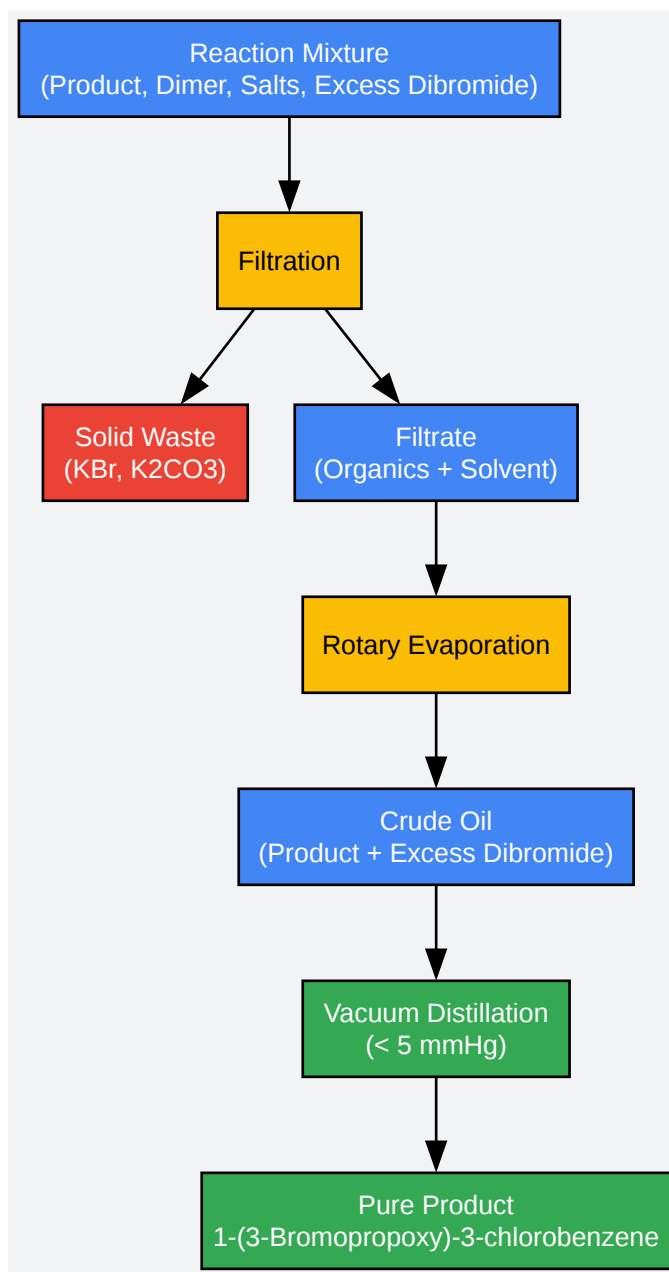 Reaction Mixture
(Product, Dimer, Salts, Excess Dibromide)
Filtration
Solid Waste
(KBr, K2CO3)
Filtrate
(Organics + Solvent)
Rotary Evaporation
Crude Oil
(Product + Excess Dibromide)
Vacuum Distillation
(< 5 mmHg)
Pure Product
1-(3-Bromopropoxy)-3-chlorobenzene